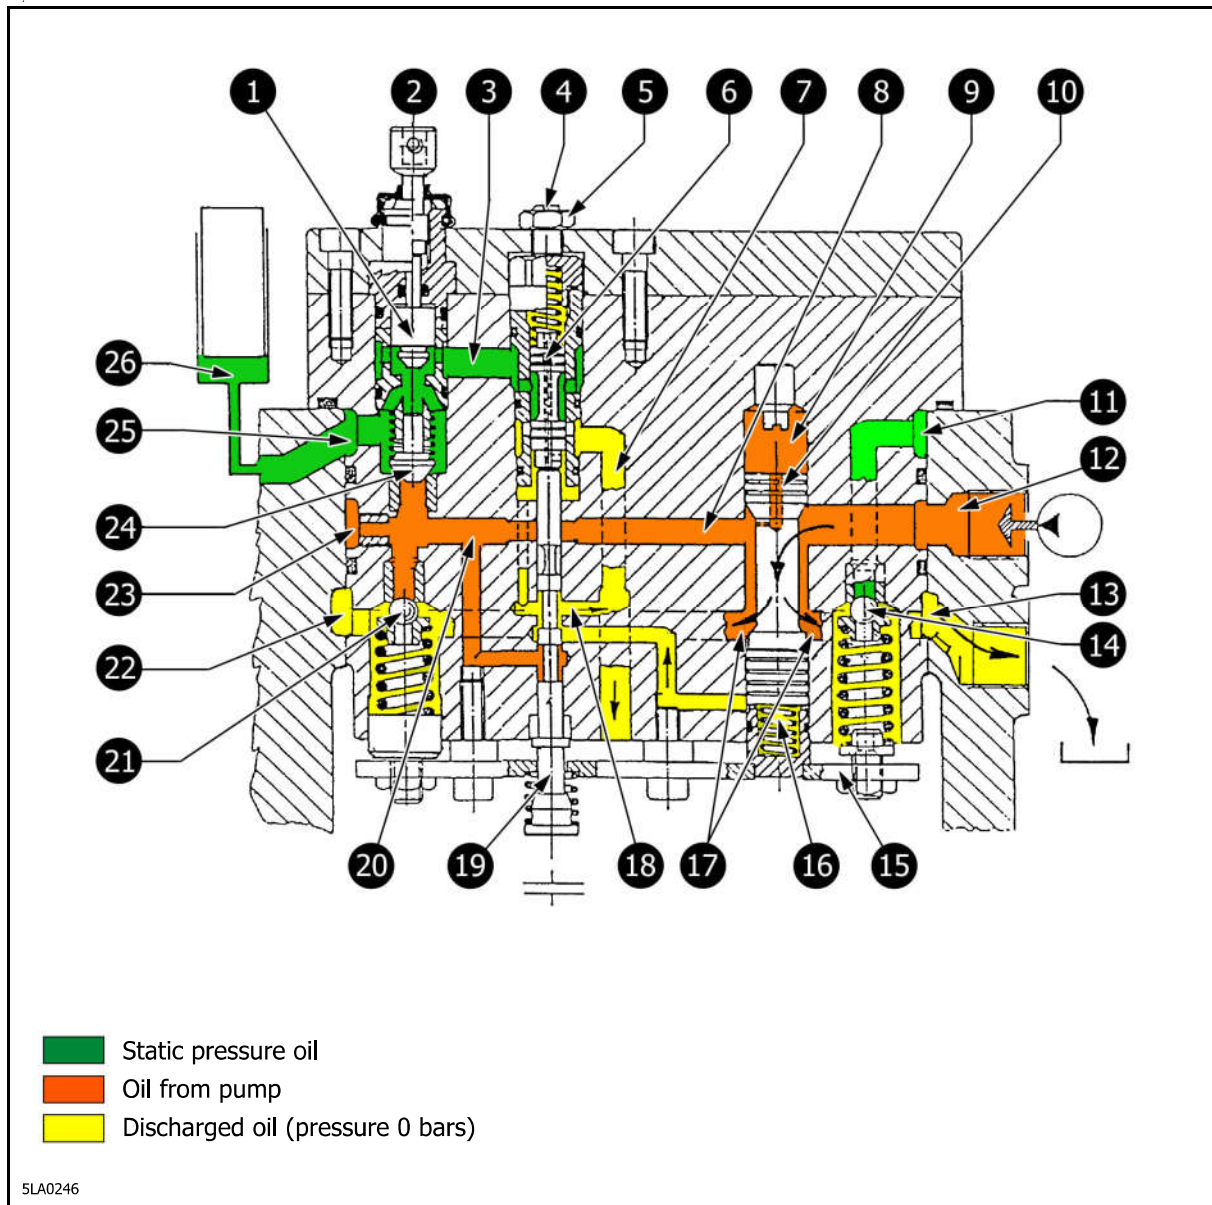 1 2 3 4 5 6 7 8 9 10
26
11
25
12
24
23
13
22
14
21
20 19 18 17 16 15
Static pressure oil
Oil from pump
Discharged oil (pressure 0 bars)
5LA0246